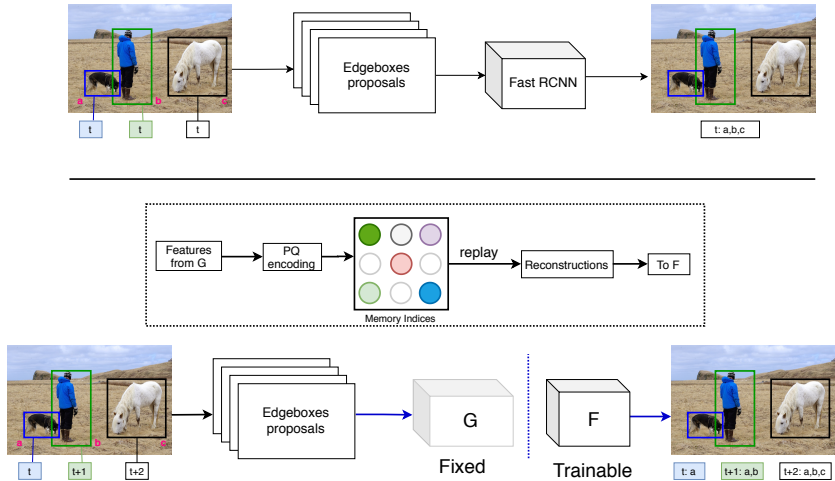 Edgeboxes
proposals
Fast RCNN
a
b
c
t
t
t
t: a,b,c
Features
from G
PQ
encoding
replay
Reconstructions
To F
Memory Indices
Edgeboxes
proposals
G
F
a
b
c
Fixed
Trainable
t
t+1
t+2
t: a
t+1: a,b
t+2: a,b,c